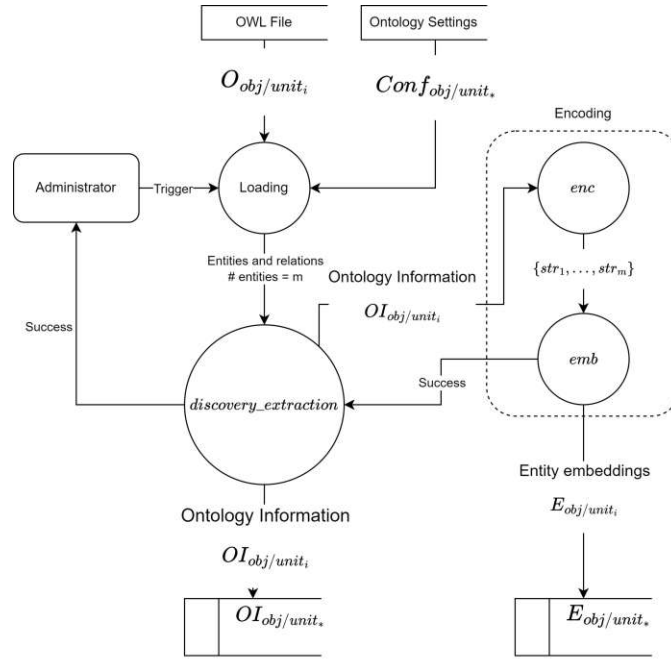 OWL File
Ontology Settings
O_{obj/unit_i}
Conf_{obj/unit_*}
Encoding
Administrator
Trigger
Loading
enc
Entities and relations
# entities = m
Ontology Information
{str_1, . . . , str_m}
OI_{obj/unit_i}
Success
emb
Success
discovery_extraction
Entity embeddings
Ontology Information
E_{obj/unit_i}
OI_{obj/unit_i}
OI_{obj/unit_*}
E_{obj/unit_*}